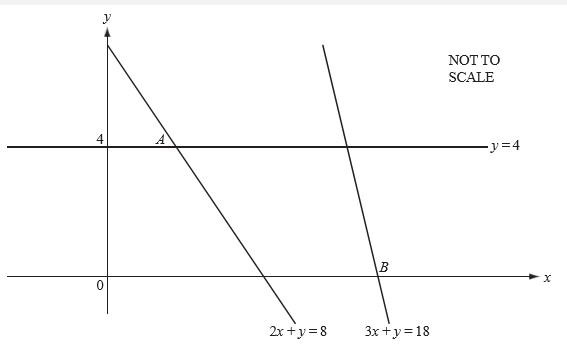 y
NOT TO
SCALE
4
A
y = 4
B
x
0
2x + y = 8
3x + y = 18